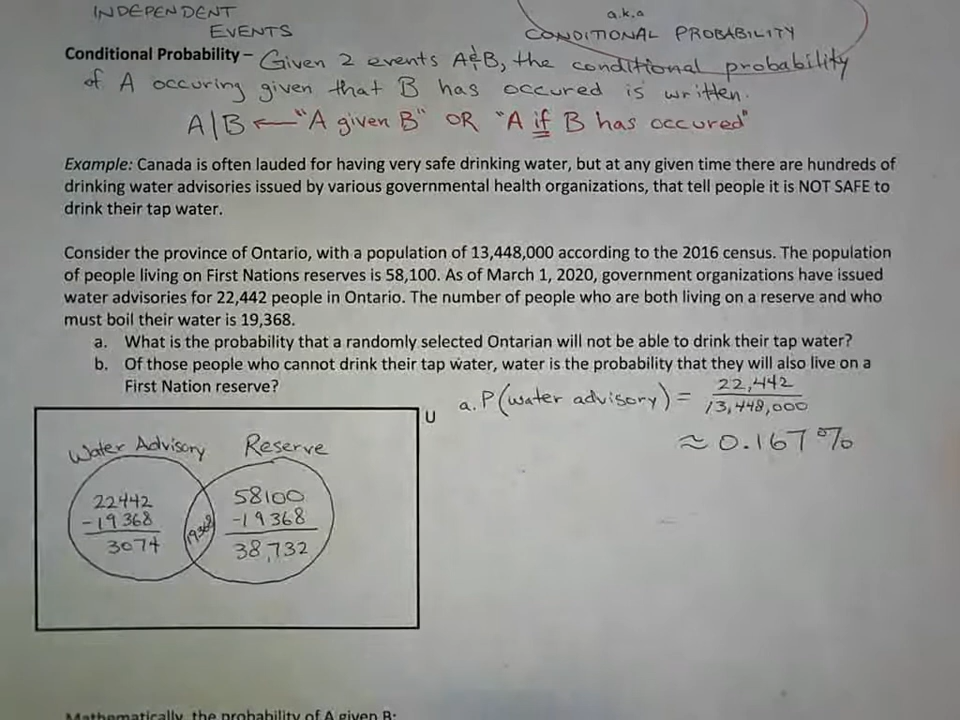 INDEPENDENT
EVENTS
a.k.a
CONDITIONAL PROBABILITY
Conditional Probability – Given 2 events A & B, the conditional probability
of A occuring given that B has occured is written.
A|B ← "A given B" OR "A if B has occured"
Example: Canada is often lauded for having very safe drinking water, but at any given time there are hundreds of
drinking water advisories issued by various governmental health organizations, that tell people it is NOT SAFE to
drink their tap water.
Consider the province of Ontario, with a population of 13,448,000 according to the 2016 census. The population
of people living on First Nations reserves is 58,100. As of March 1, 2020, government organizations have issued
water advisories for 22,442 people in Ontario. The number of people who are both living on a reserve and who
must boil their water is 19,368.
a. What is the probability that a randomly selected Ontarian will not be able to drink their tap water?
b. Of those people who cannot drink their tap water, water is the probability that they will also live on a
First Nation reserve?
a. P(water advisory) = 22,442
13,448,000
≈ 0.167%
U
Water Advisory Reserve
22442
-19368
3074
19368
58100
-19368
38,732
Mathematically, the probability of A given B: